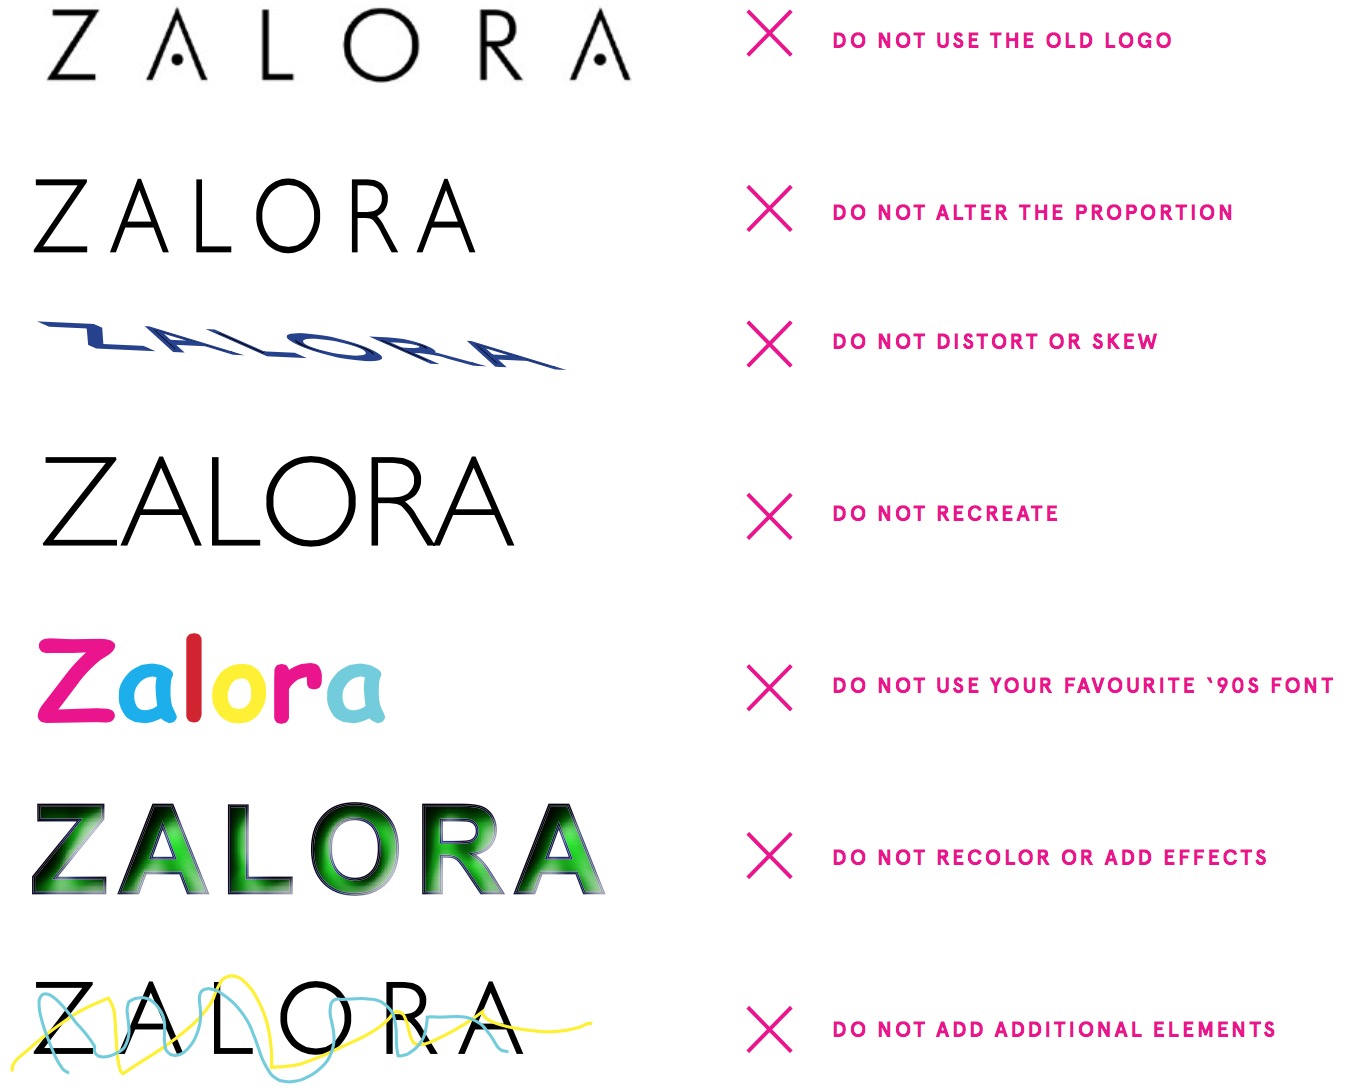 ZALORA
DO NOT USE THE OLD LOGO
ZALORA
DO NOT ALTER THE PROPORTION
ZALORA
DO NOT DISTORT OR SKEW
ZALORA
DO NOT RECREATE
Zalora
DO NOT USE YOUR FAVOURITE `90S FONT
ZALORA
DO NOT RECOLOR OR ADD EFFECTS
ZALORA
DO NOT ADD ADDITIONAL ELEMENTS